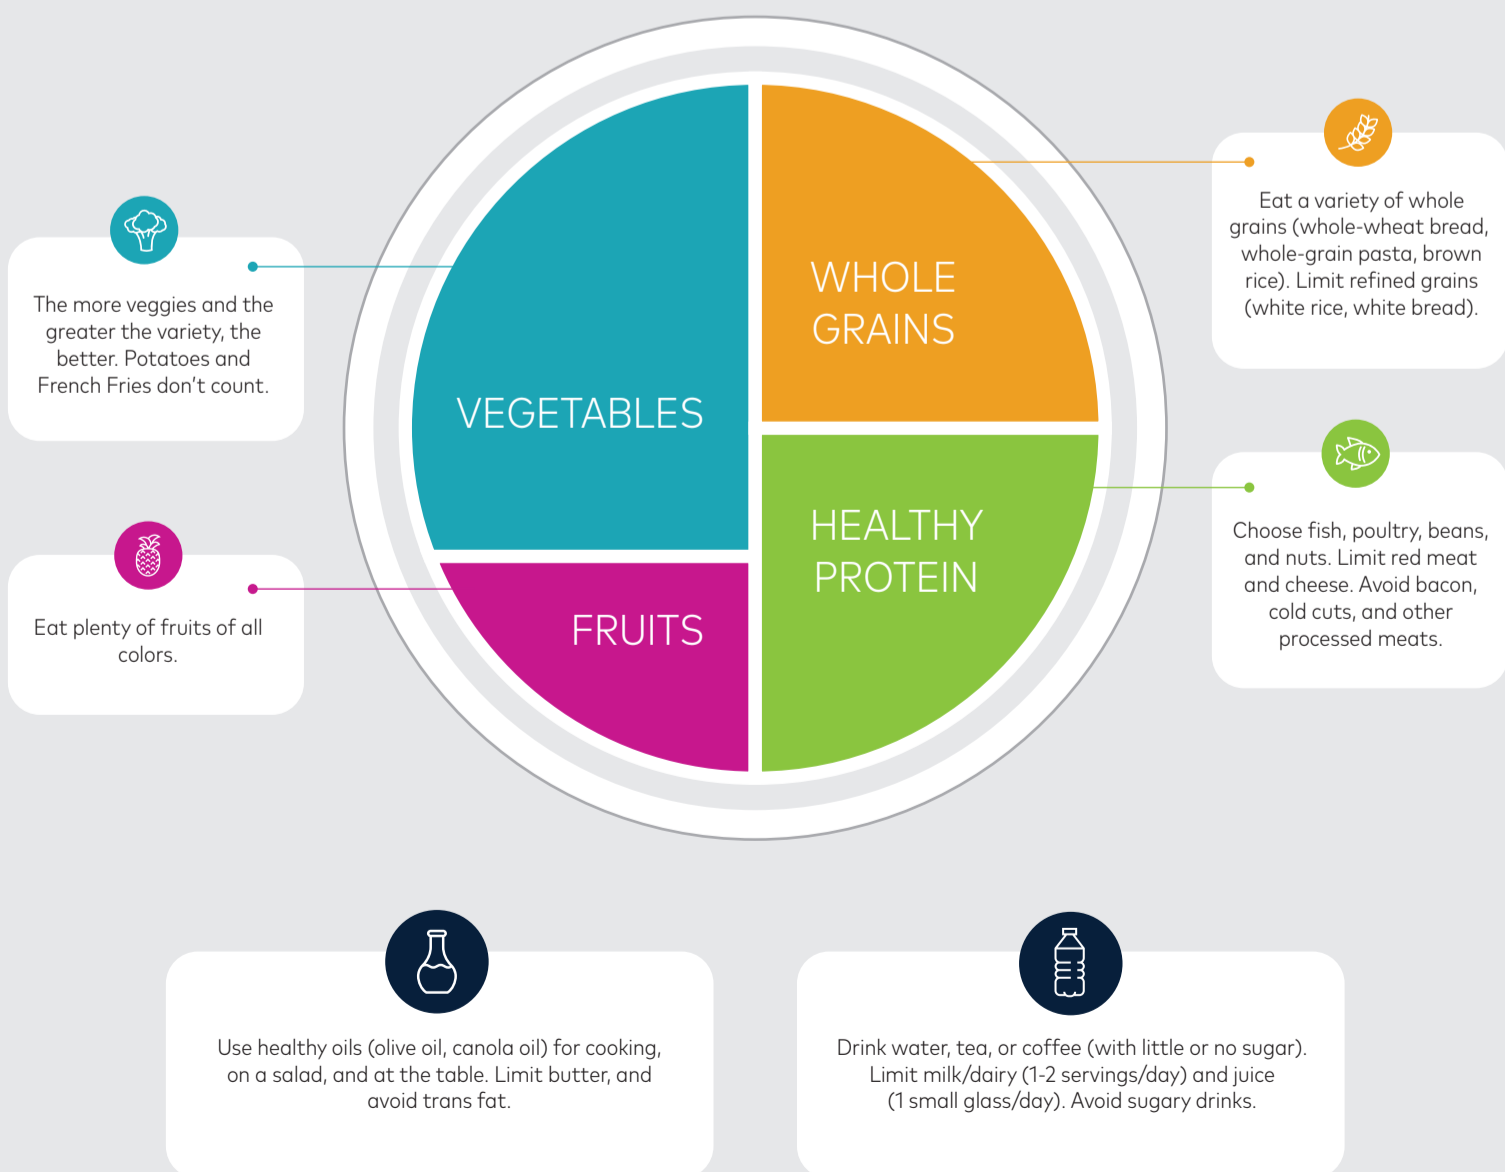 VEGETABLES
WHOLE
GRAINS
HEALTHY
PROTEIN
FRUITS
The more veggies and the
greater the variety, the
better. Potatoes and
French Fries don't count.
Eat plenty of fruits of all
colors.
Eat a variety of whole
grains (whole-wheat bread,
whole-grain pasta, brown
rice). Limit refined grains
(white rice, white bread).
Choose fish, poultry, beans,
and nuts. Limit red meat
and cheese. Avoid bacon,
cold cuts, and other
processed meats.
Use healthy oils (olive oil, canola oil) for cooking,
on a salad, and at the table. Limit butter, and
avoid trans fat.
Drink water, tea, or coffee (with little or no sugar).
Limit milk/dairy (1-2 servings/day) and juice
(1 small glass/day). Avoid sugary drinks.